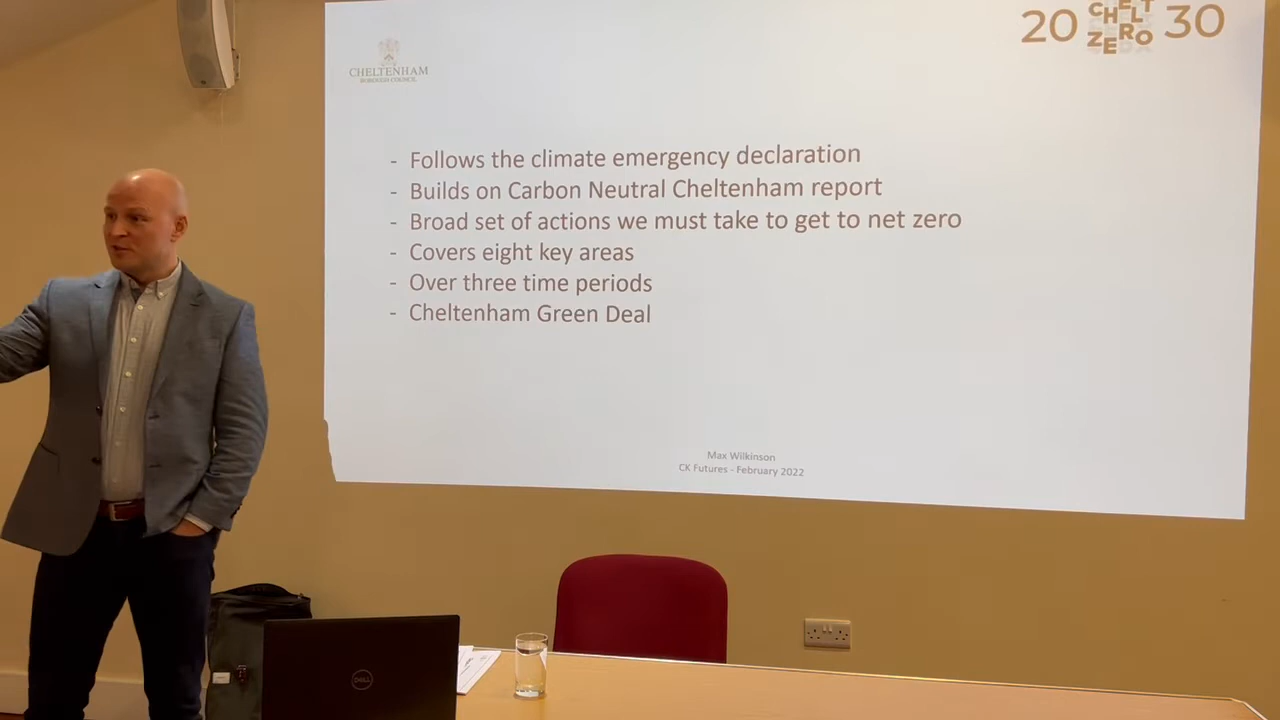 20 CHELT ZERO 30
CHELTENHAM
BOROUGH COUNCIL
- Follows the climate emergency declaration
- Builds on Carbon Neutral Cheltenham report
- Broad set of actions we must take to get to net zero
- Covers eight key areas
- Over three time periods
- Cheltenham Green Deal
Max Wilkinson
CK Futures - February 2022
DELL